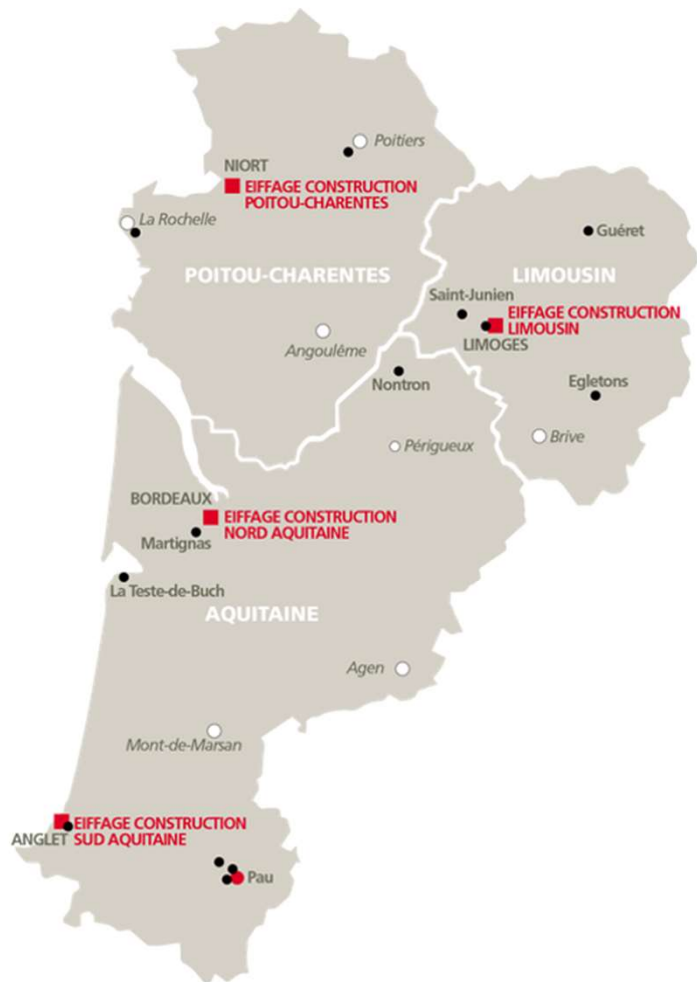 Poitiers
NIORT
EIFFAGE CONSTRUCTION
POITOU-CHARENTES
La Rochelle
Guéret
POITOU-CHARENTES
LIMOUSIN
Saint-Junien
EIFFAGE CONSTRUCTION
LIMOUSIN
LIMOGES
Angoulême
Nontron
Egletons
Brive
Périgueux
BORDEAUX
EIFFAGE CONSTRUCTION
NORD AQUITAINE
Martignas
La Teste-de-Buch
AQUITAINE
Agen
Mont-de-Marsan
EIFFAGE CONSTRUCTION
SUD AQUITAINE
ANGLET
Pau